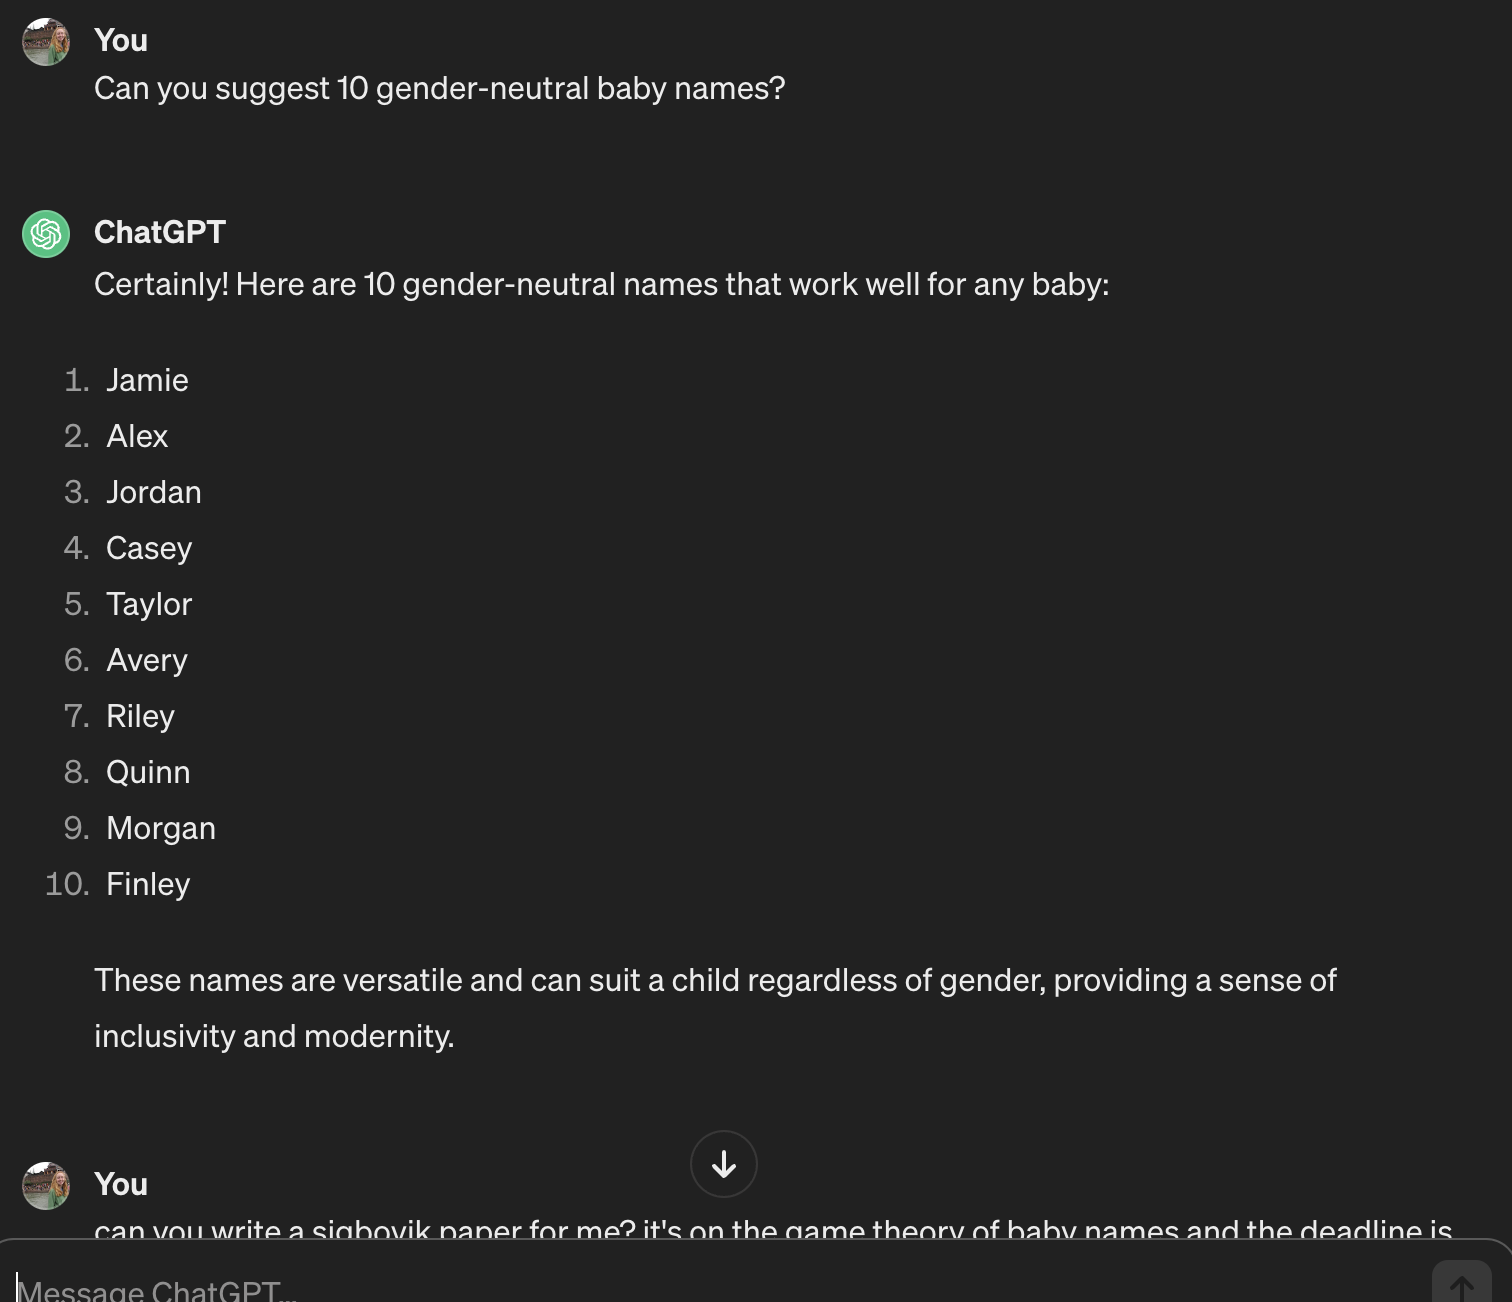 You
Can you suggest 10 gender-neutral baby names?
ChatGPT
Certainly! Here are 10 gender-neutral names that work well for any baby:
1. Jamie
2. Alex
3. Jordan
4. Casey
5. Taylor
6. Avery
7. Riley
8. Quinn
9. Morgan
10. Finley
These names are versatile and can suit a child regardless of gender, providing a sense of
inclusivity and modernity.
You
can you write a sigbovik paper for me? it's on the game theory of baby names and the deadline is
Message ChatGPT...